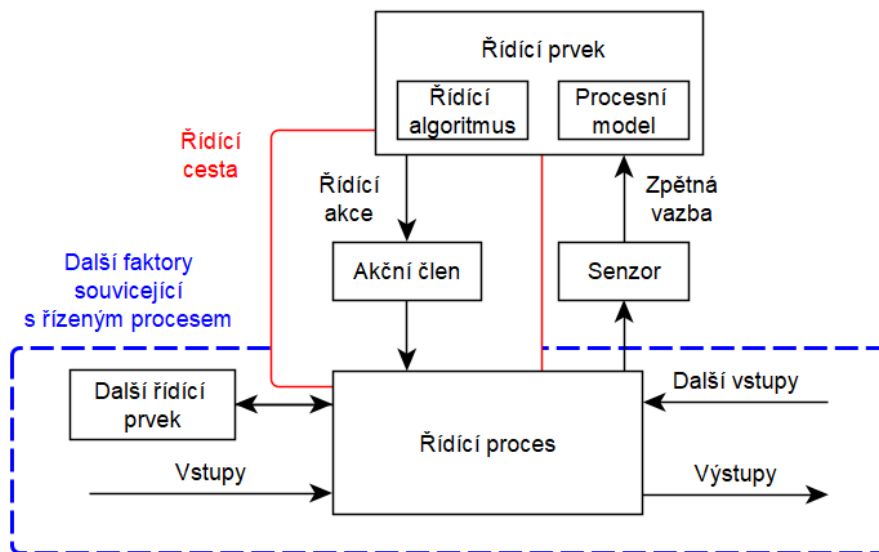 Řídící prvek
Řídící
algoritmus
Procesní
model
Řídící
cesta
Řídící
akce
Zpětná
vazba
Akční člen
Senzor
Další faktory
souvicející
s řízeným procesem
Další řídící
prvek
Další vstupy
Řídící proces
Vstupy
Výstupy